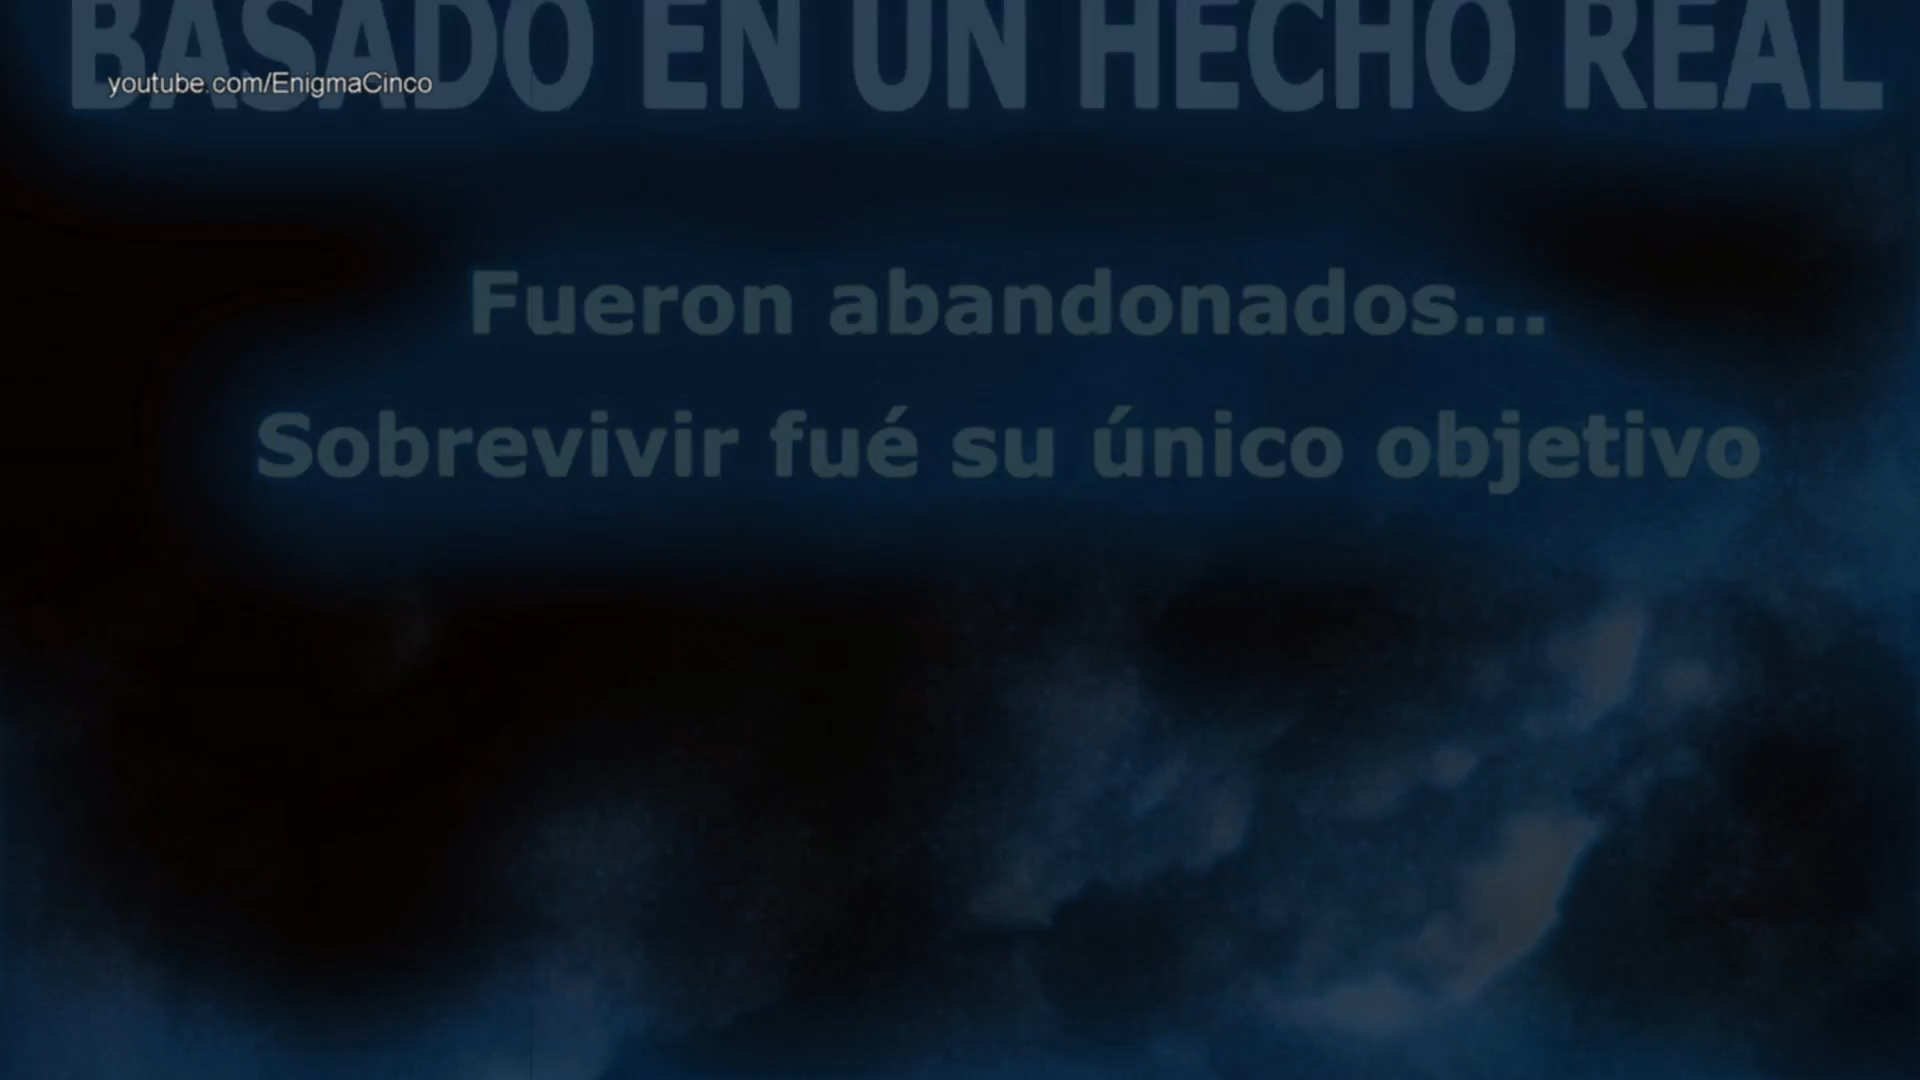 BASADO EN UN HECHO REAL
youtube.com/EnigmaCinco
Fueron abandonados...
Sobrevivir fué su único objetivo